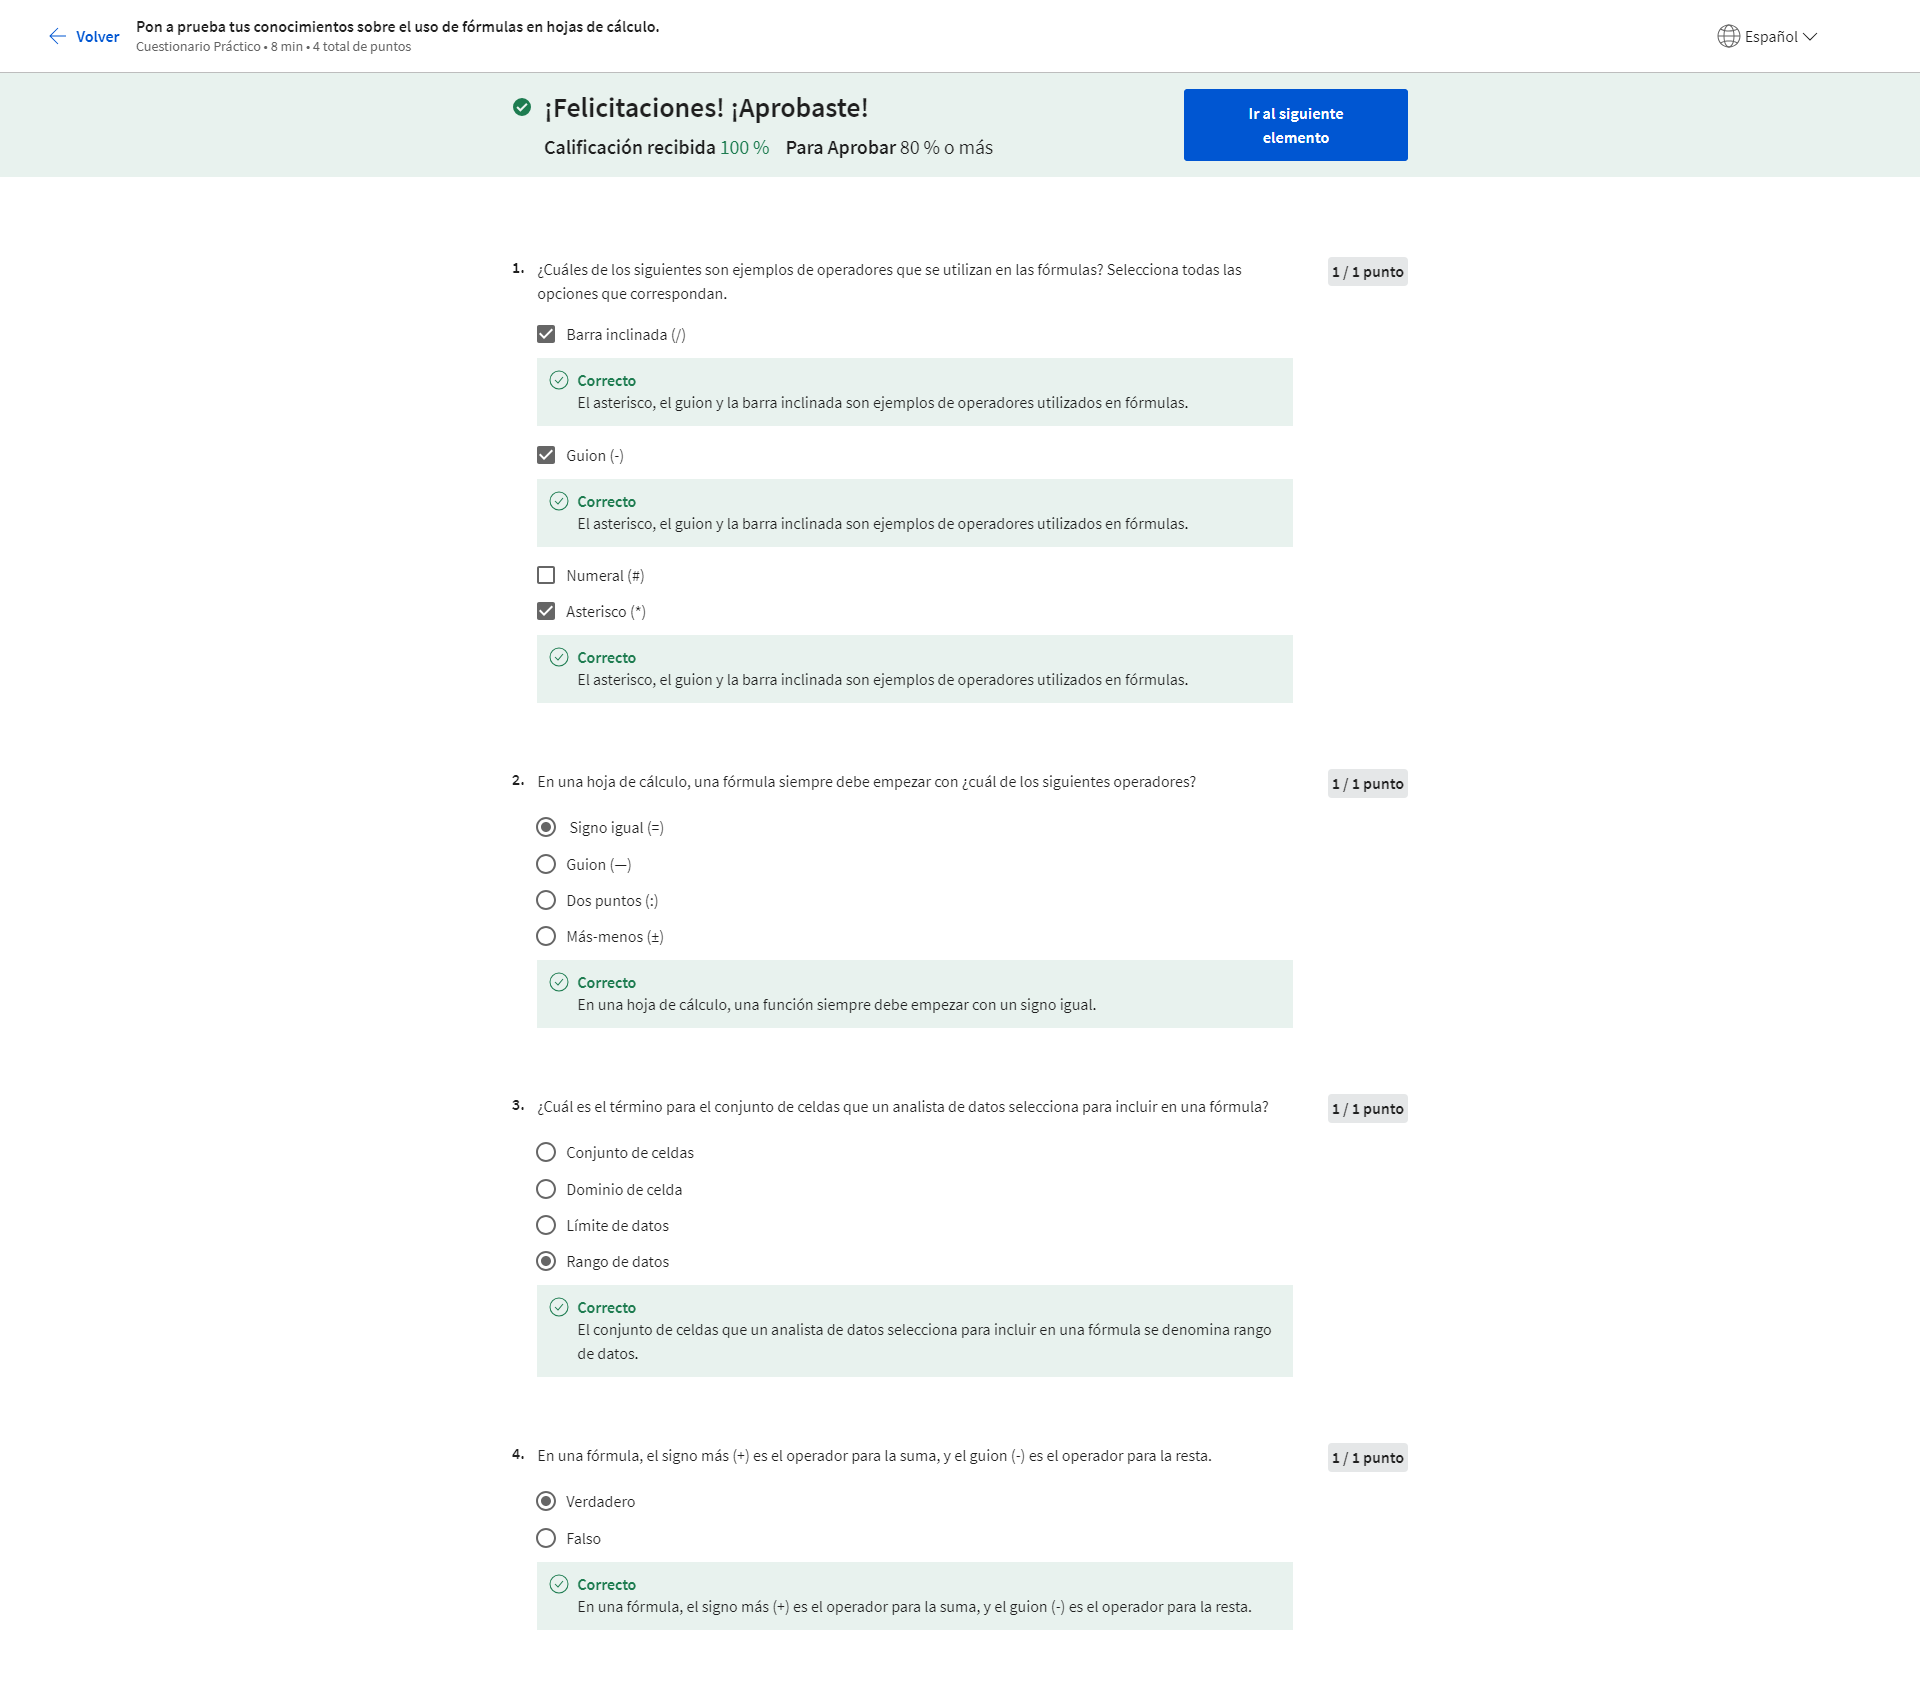 Volver
Pon a prueba tus conocimientos sobre el uso de fórmulas en hojas de cálculo.
Cuestionario Práctico • 8 min • 4 total de puntos
Español
¡Felicitaciones! ¡Aprobaste!
Calificación recibida 100 % Para Aprobar 80 % o más
Ir al siguiente
elemento
1. ¿Cuáles de los siguientes son ejemplos de operadores que se utilizan en las fórmulas? Selecciona todas las
opciones que correspondan.
1 / 1 punto
Barra inclinada (/)
Correcto
El asterisco, el guion y la barra inclinada son ejemplos de operadores utilizados en fórmulas.
Guion (-)
Correcto
El asterisco, el guion y la barra inclinada son ejemplos de operadores utilizados en fórmulas.
Numeral (#)
Asterisco (*)
Correcto
El asterisco, el guion y la barra inclinada son ejemplos de operadores utilizados en fórmulas.
2. En una hoja de cálculo, una fórmula siempre debe empezar con ¿cuál de los siguientes operadores?
1 / 1 punto
Signo igual (=)
Guion (—)
Dos puntos (:)
Más-menos (±)
Correcto
En una hoja de cálculo, una función siempre debe empezar con un signo igual.
3. ¿Cuál es el término para el conjunto de celdas que un analista de datos selecciona para incluir en una fórmula?
1 / 1 punto
Conjunto de celdas
Dominio de celda
Límite de datos
Rango de datos
Correcto
El conjunto de celdas que un analista de datos selecciona para incluir en una fórmula se denomina rango
de datos.
4. En una fórmula, el signo más (+) es el operador para la suma, y el guion (-) es el operador para la resta.
1 / 1 punto
Verdadero
Falso
Correcto
En una fórmula, el signo más (+) es el operador para la suma, y el guion (-) es el operador para la resta.